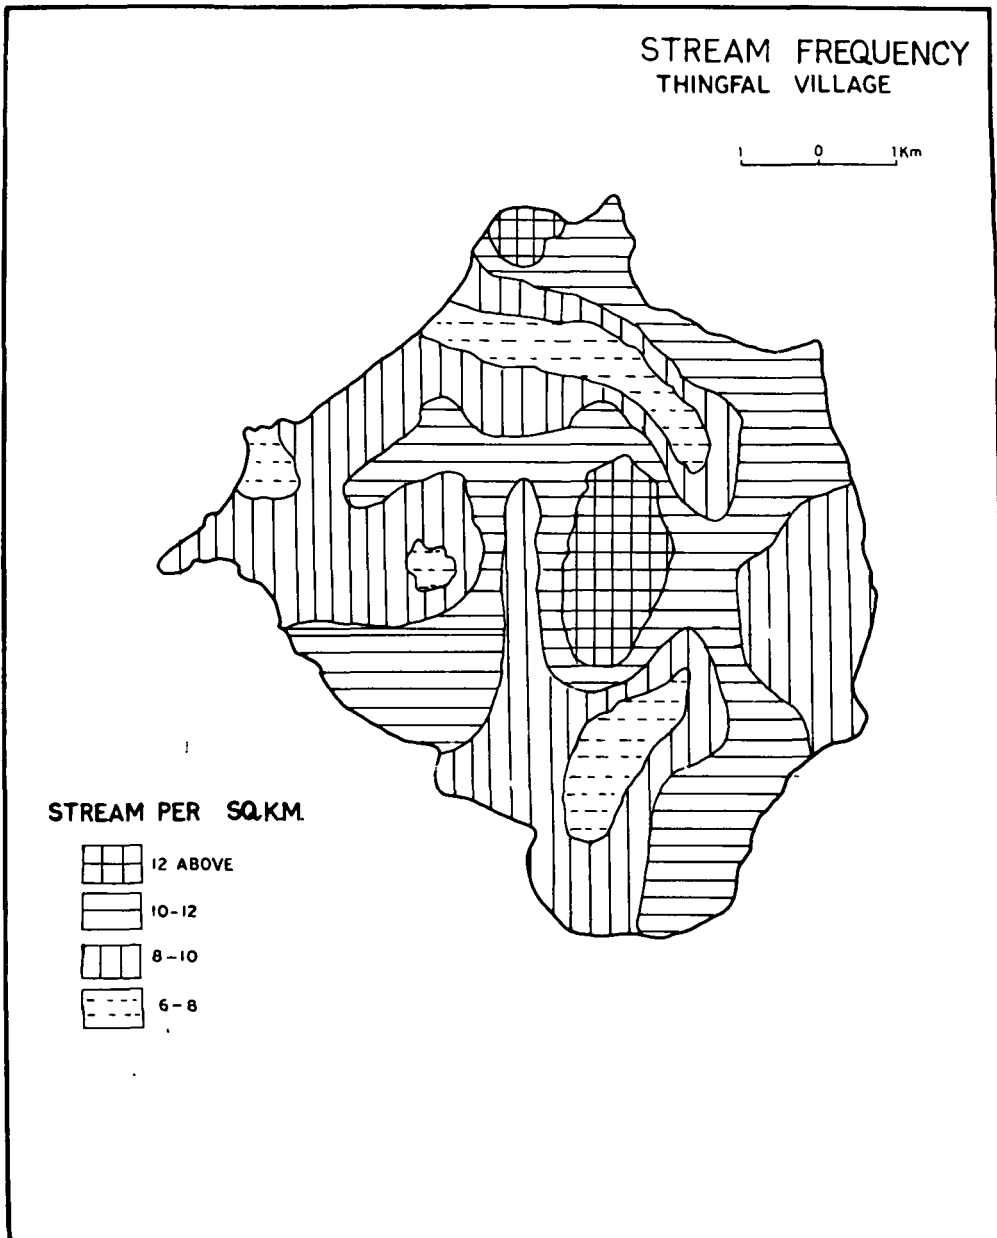 STREAM FREQUENCY
THINGFAL VILLAGE
1 0 1Km
STREAM PER SQ.KM.
12 ABOVE
10-12
8-10
6-8